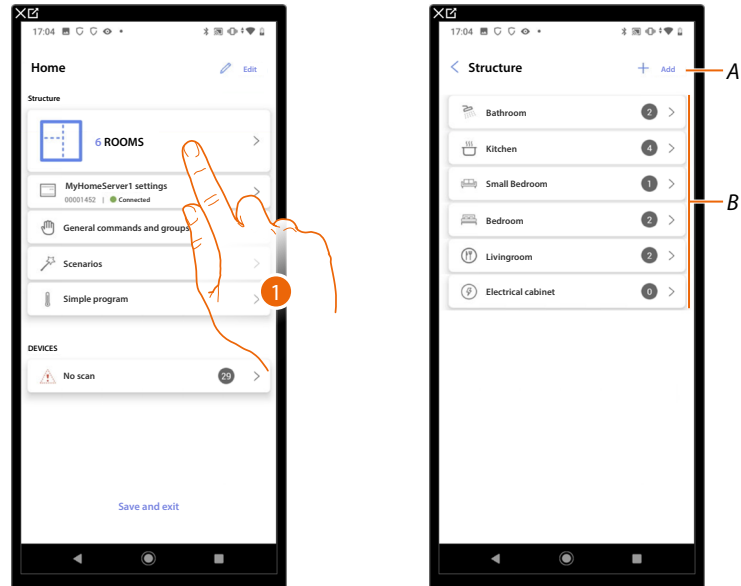 17:04
Home
Edit
Structure
6 ROOMS
MyHomeServer1 settings
00001452 | Connected
General commands and groups
Scenarios
Simple program
1
DEVICES
No scan 29
Save and exit
17:04
Structure
+ Add
A
Bathroom 2
Kitchen 4
Small Bedroom 1
Bedroom 2
Livingroom 2
Electrical cabinet 0
B